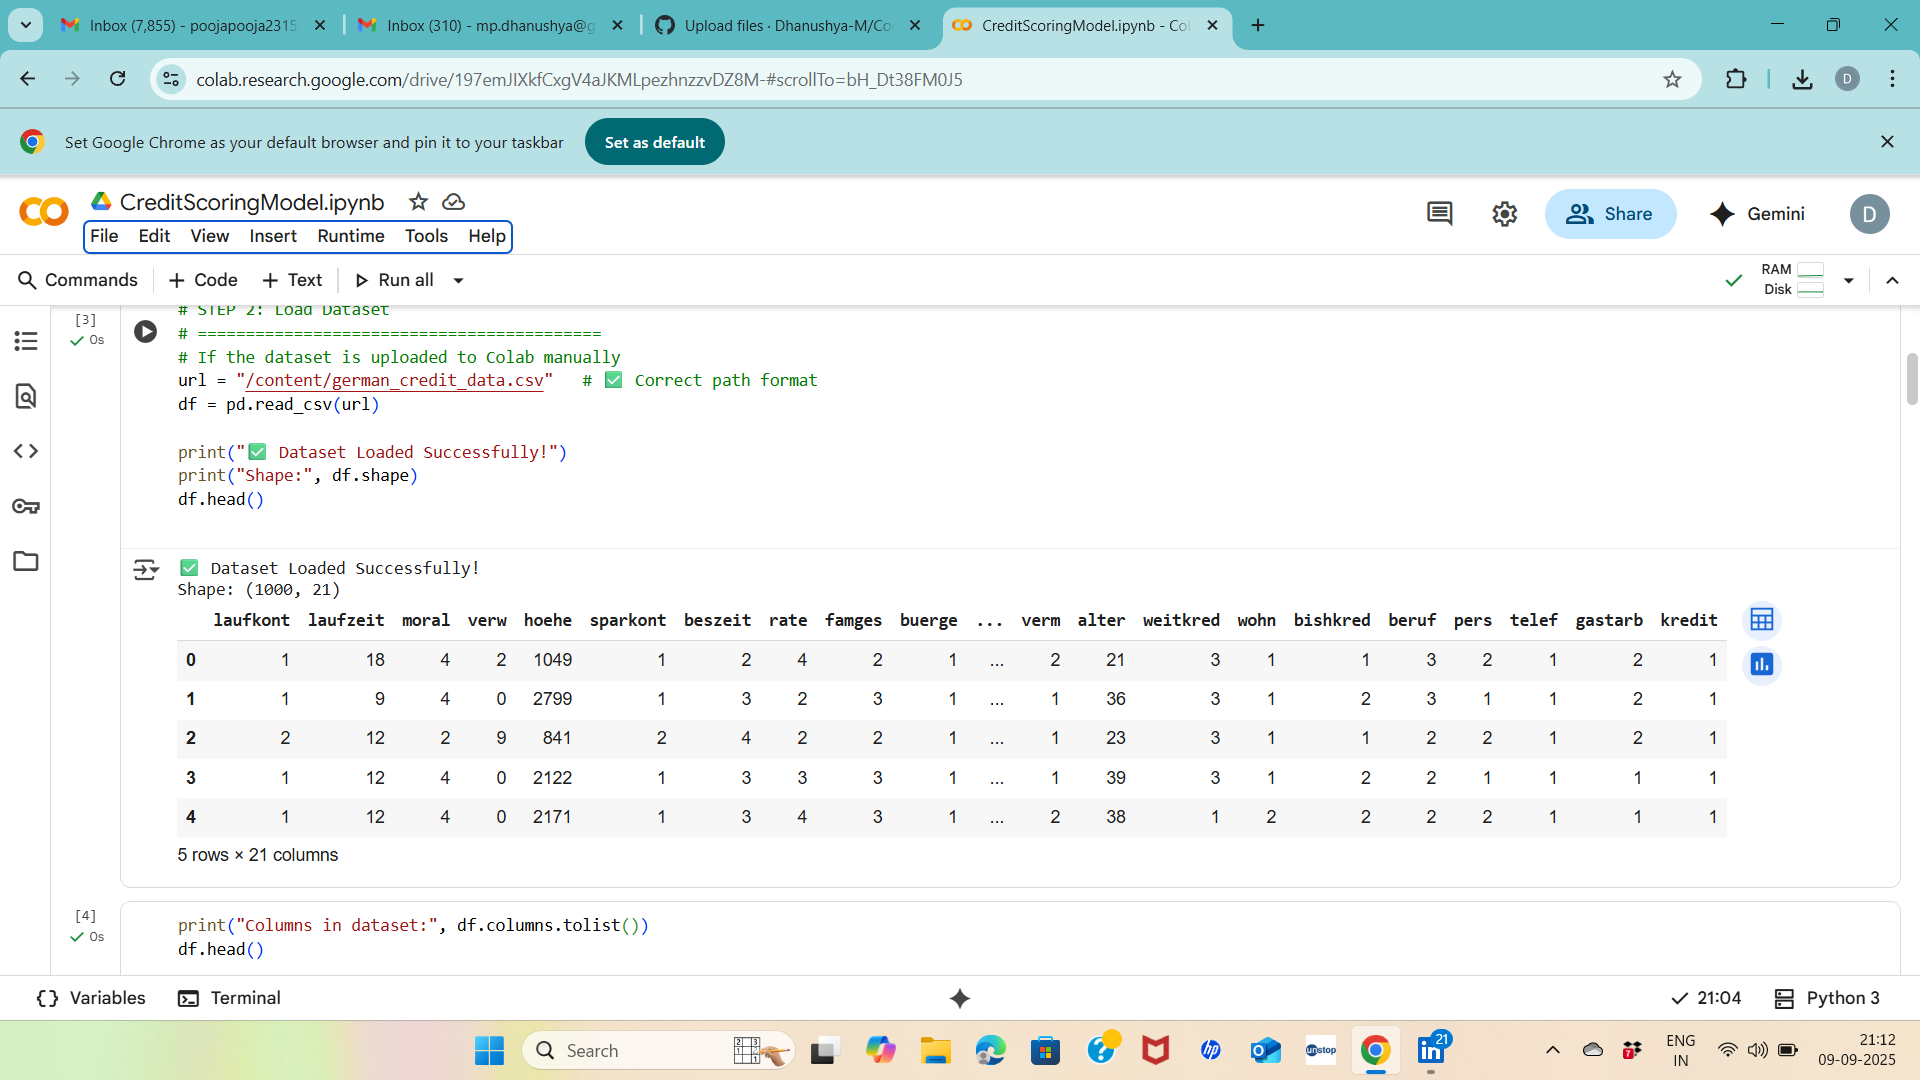 Inbox (7,855) - poojapooja2315
Inbox (310) - mp.dhanushya@g
Upload files · Dhanushya-M/Co
CreditScoringModel.ipynb - Col
colab.research.google.com/drive/197emJIXkfCxgV4aJKMLpezhnzzvDZ8M-#scrollTo=bH_Dt38FM0J5
D
Set Google Chrome as your default browser and pin it to your taskbar
Set as default
CreditScoringModel.ipynb
File Edit View Insert Runtime Tools Help
Share
Gemini
D
Commands + Code + Text Run all
RAM
Disk
[3]
0s
# STEP 2: Load Dataset
# ==========================================
# If the dataset is uploaded to Colab manually
url = "/content/german_credit_data.csv" # ✅ Correct path format
df = pd.read_csv(url)
print("✅ Dataset Loaded Successfully!")
print("Shape:", df.shape)
df.head()
✅ Dataset Loaded Successfully!
Shape: (1000, 21)
laufkont laufzeit moral verw hoehe sparkont beszeit rate famges buerge ... verm alter weitkred wohn bishkred beruf pers telef gastarb kredit
0 1 18 4 2 1049 1 2 4 2 1 ... 2 21 3 1 1 3 2 1 2 1
1 1 9 4 0 2799 1 3 2 3 1 ... 1 36 3 1 2 3 1 1 2 1
2 2 12 2 9 841 2 4 2 2 1 ... 1 23 3 1 1 2 2 1 2 1
3 1 12 4 0 2122 1 3 3 3 1 ... 1 39 3 1 2 2 1 1 1 1
4 1 12 4 0 2171 1 3 4 3 1 ... 2 38 1 2 2 2 2 1 1 1
5 rows × 21 columns
[4]
0s
print("Columns in dataset:", df.columns.tolist())
df.head()
Variables
Terminal
21:04
Python 3
Search
unstop
21
7
ENG
IN
21:12
09-09-2025